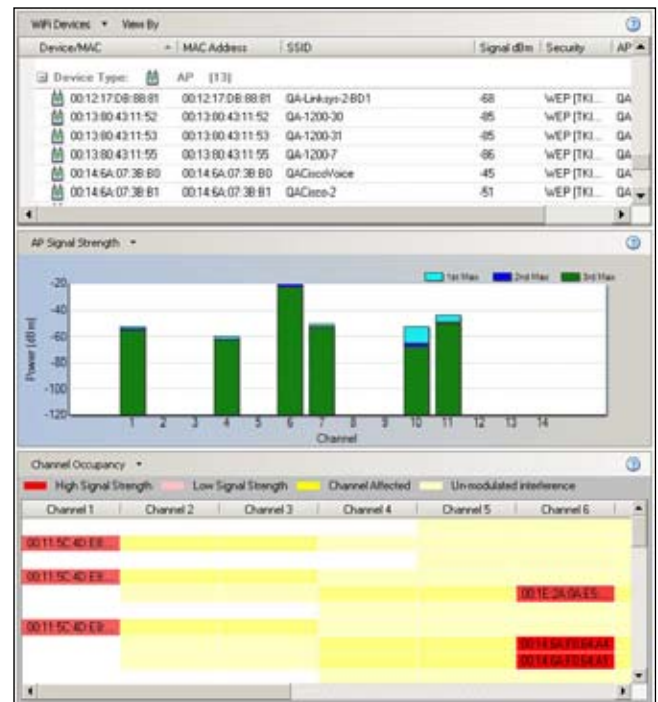 WiFi Devices View By
Device/MAC MAC Address SSID Signal dBm Security AP
Device Type: AP [13]
00:12:17:DB:88:81 00:12:17:DB:88:81 QA-Linksys-2-BD1 -68 WEP [TKI... QA
00:13:80:43:11:52 00:13:80:43:11:52 QA-1200-30 -85 WEP [TKI... QA
00:13:80:43:11:53 00:13:80:43:11:53 QA-1200-31 -85 WEP [TKI... QA
00:13:80:43:11:55 00:13:80:43:11:55 QA-1200-7 -86 WEP [TKI... QA
00:14:6A:07:3B:B0 00:14:6A:07:3B:B0 QACiscoVoice -45 WEP [TKI... QA
00:14:6A:07:3B:B1 00:14:6A:07:3B:B1 QACisco-2 -51 WEP [TKI... QA
AP Signal Strength
1st Max 2nd Max 3rd Max
-20
-40
-60
-80
-100
-120
Power [dBm]
1 2 3 4 5 6 7 8 9 10 11 12 13 14
Channel
Channel Occupancy
High Signal Strength Low Signal Strength Channel Affected Un-modulated interference
Channel 1 Channel 2 Channel 3 Channel 4 Channel 5 Channel 6
00:11:5C:4D:E8...
00:11:5C:4D:E9...
00:1E:2A:0A:E5...
00:11:5C:4D:EB...